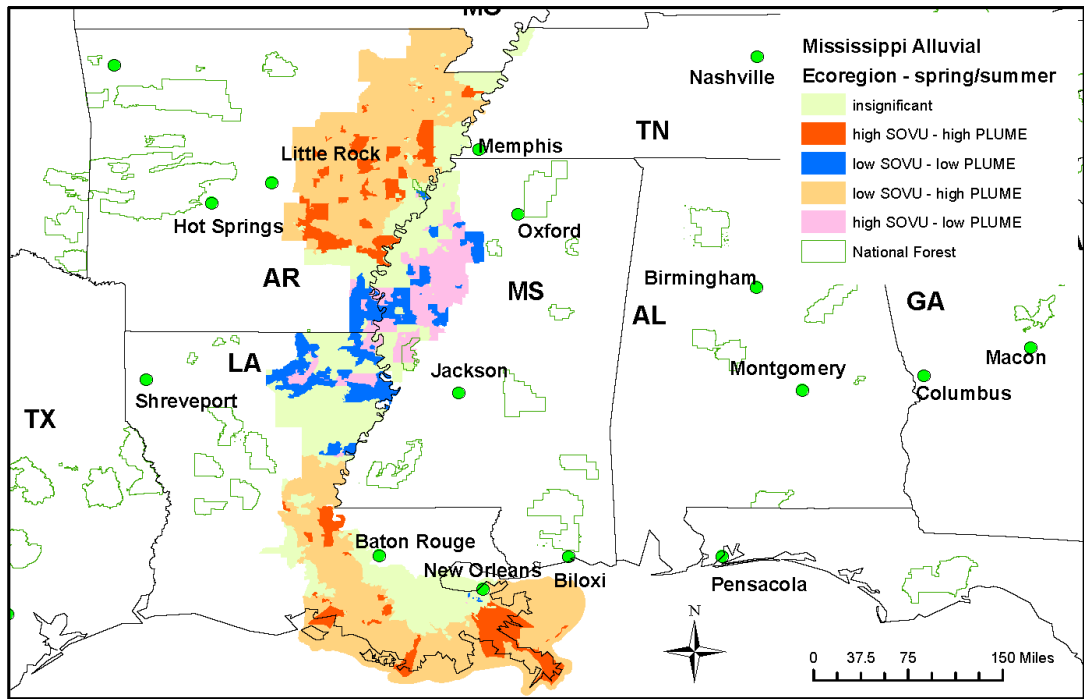 MO
Mississippi Alluvial
Ecoregion - spring/summer
insignificant
high SOVU - high PLUME
low SOVU - low PLUME
low SOVU - high PLUME
high SOVU - low PLUME
National Forest
Nashville
TN
Little Rock
Memphis
Hot Springs
Oxford
AR
MS
Birmingham
AL
GA
LA
Jackson
Macon
Montgomery
Columbus
Shreveport
TX
Baton Rouge
New Orleans
Biloxi
Pensacola
N
0 37.5 75 150 Miles